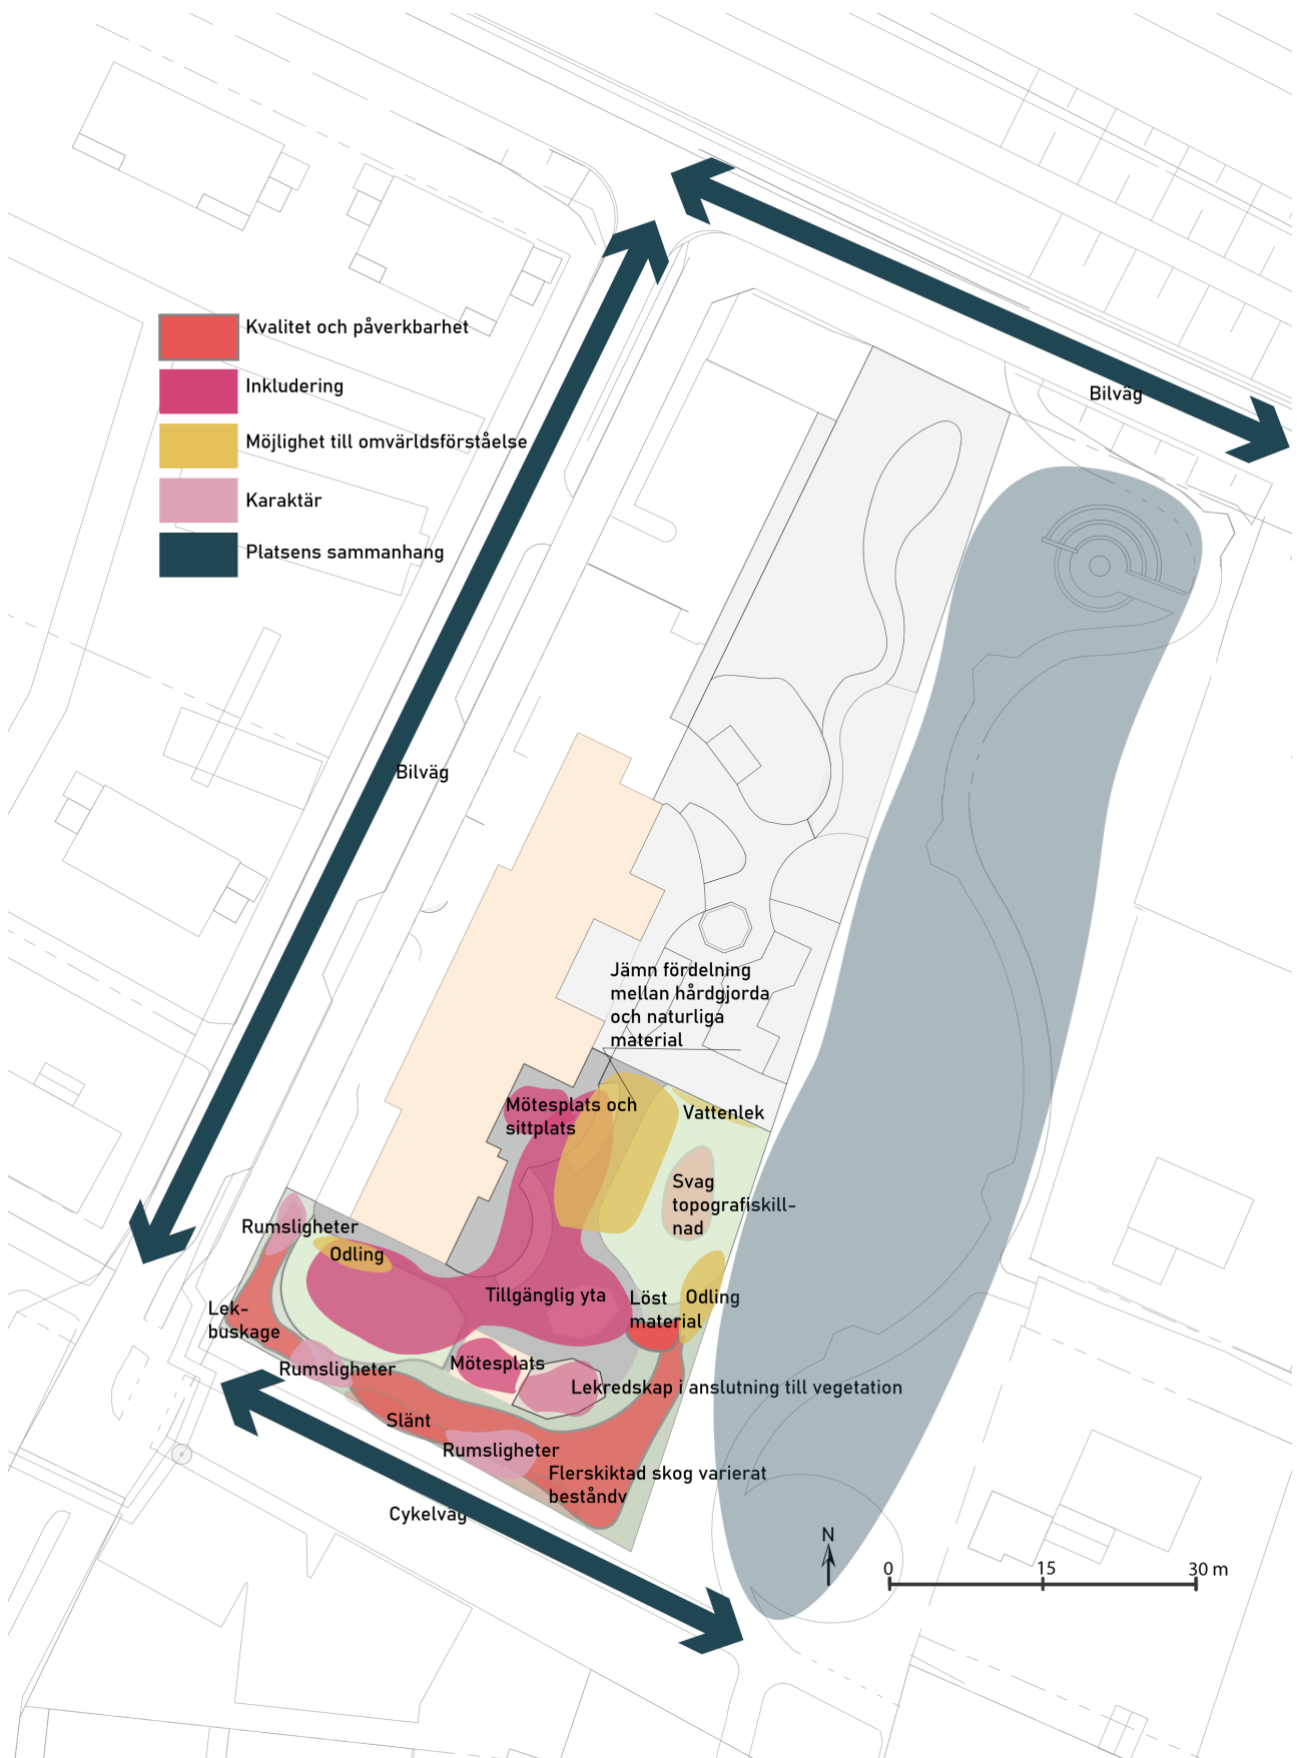 Kvalitet och påverkbarhet
Inkludering
Möjlighet till omvärldsförståelse
Karaktär
Platsens sammanhang
Bilväg
Bilväg
Jämn fördelning
mellan hårdgjorda
och naturliga
material
Mötesplats och
sittplats
Vattenlek
Svag
topografiskill-
nad
Rumsligheter
Odling
Tillgänglig yta
Löst
material
Odling
Lek-
buskage
Rumsligheter
Mötesplats
Lekredskap i anslutning till vegetation
Slänt
Rumsligheter
Flerskiktad skog varierat
beståndv
Cykelväg
N
0 15 30 m